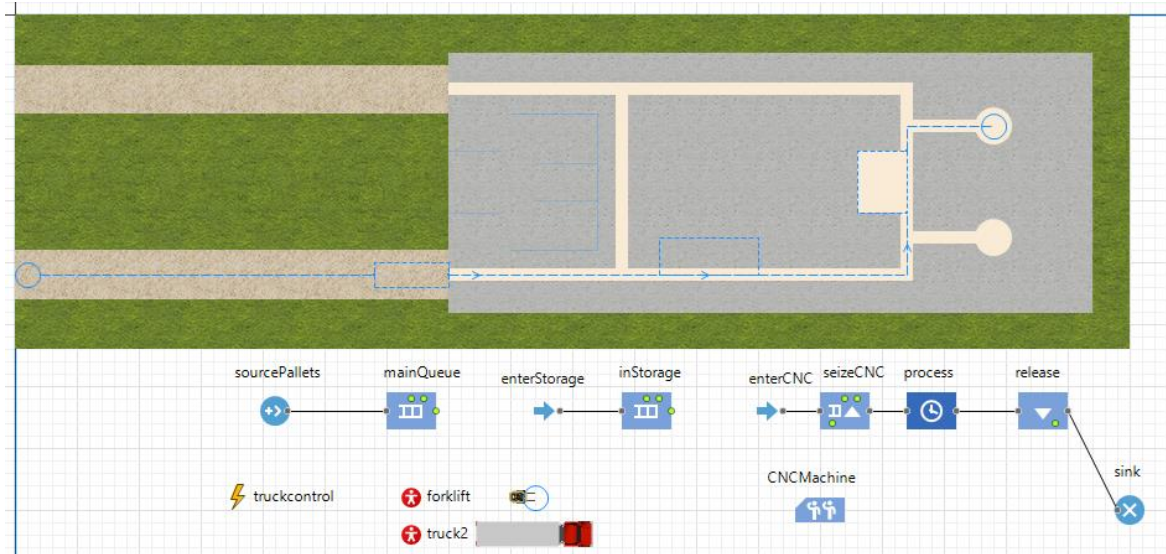 sourcePallets
mainQueue
enterStorage
inStorage
enterCNC
seizeCNC
process
release
CNCMachine
sink
truckcontrol
forklift
truck2